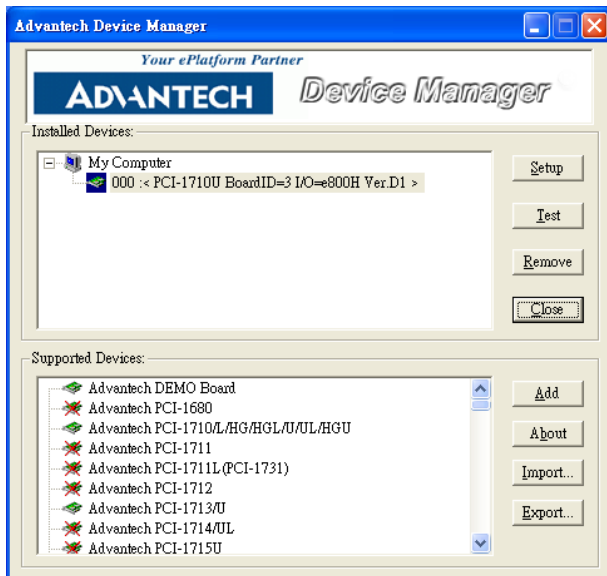 Advantech Device Manager
Your ePlatform Partner
ADVANTECH Device Manager
Installed Devices:
My Computer
000 :< PCI-1710U BoardID=3 I/O=e800H Ver.D1 >
Setup
Test
Remove
Close
Supported Devices:
Advantech DEMO Board
Advantech PCI-1680
Advantech PCI-1710/L/HG/HGL/U/UL/HGU
Advantech PCI-1711
Advantech PCI-1711L(PCI-1731)
Advantech PCI-1712
Advantech PCI-1713/U
Advantech PCI-1714/UL
Advantech PCI-1715U
Add
About
Import...
Export...